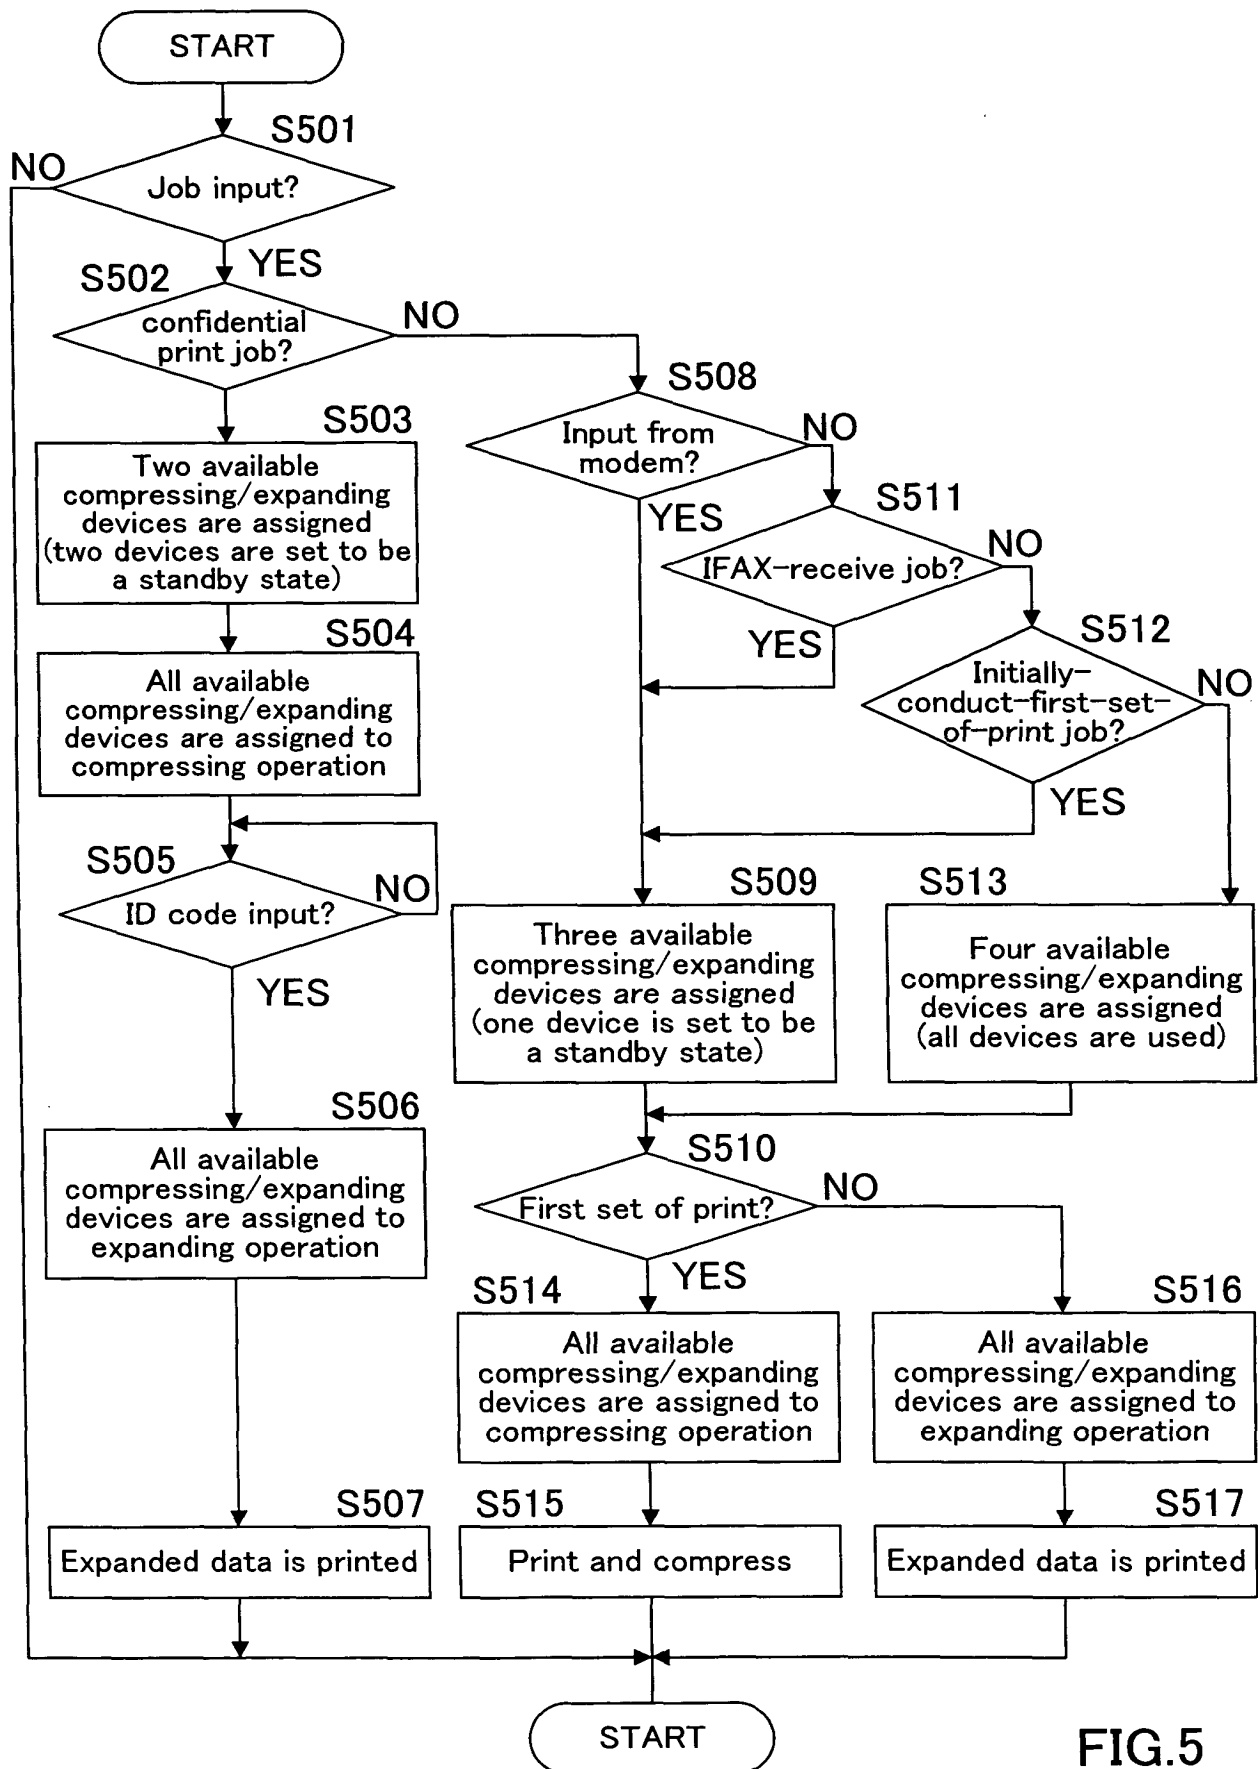 START
S501
NO
Job input?
YES
S502
confidential
print job?
NO
S503
Two available
compressing/expanding
devices are assigned
(two devices are set to be
a standby state)
S504
All available
compressing/expanding
devices are assigned to
compressing operation
S505
ID code input?
NO
YES
S506
All available
compressing/expanding
devices are assigned to
expanding operation
S507
Expanded data is printed
S508
Input from
modem?
NO
YES
S511
IFAX-receive job?
NO
YES
S512
Initially-
conduct-first-set-
of-print job?
NO
YES
S509
Three available
compressing/expanding
devices are assigned
(one device is set to be
a standby state)
S513
Four available
compressing/expanding
devices are assigned
(all devices are used)
S510
First set of print?
NO
YES
S514
All available
compressing/expanding
devices are assigned to
compressing operation
S515
Print and compress
S516
All available
compressing/expanding
devices are assigned to
expanding operation
S517
Expanded data is printed
START
FIG.5